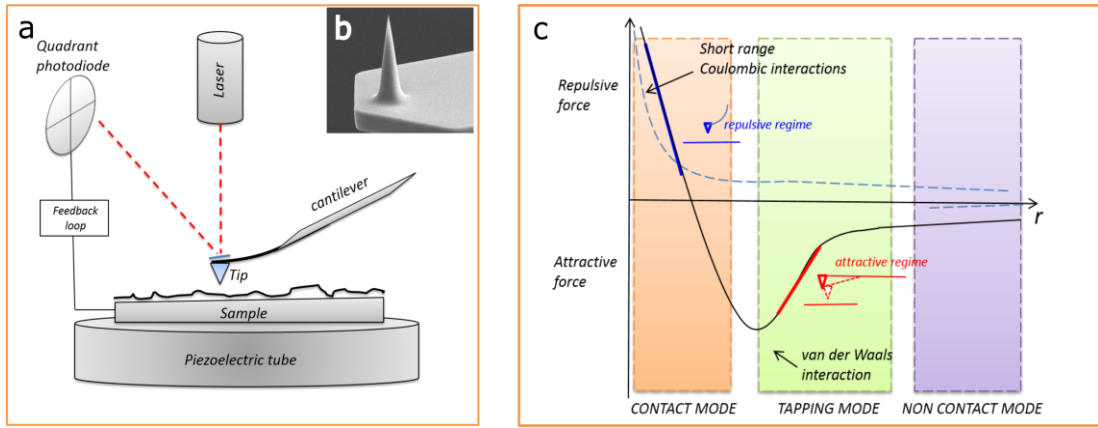 a
Quadrant
photodiode
Laser
b
cantilever
Feedback
loop
Tip
Sample
Piezoelectric tube
c
Short range
Coulombic interactions
Repulsive
force
repulsive regime
r
Attractive
force
attractive regime
van der Waals
interaction
CONTACT MODE
TAPPING MODE
NON CONTACT MODE